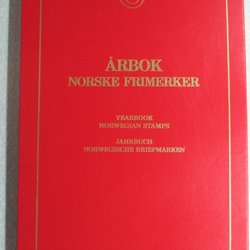 ÅRBOK
NORSKE FRIMERKER
YEARBOOK
NORWEGIAN STAMPS
JAHRBUCH
NORWEGISCHE BRIEFMARKEN